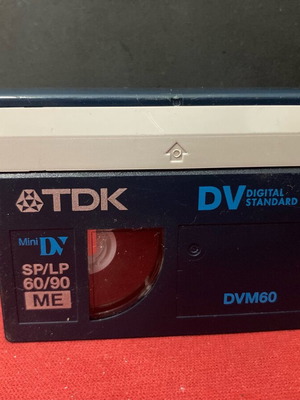 TDK
DV DIGITAL
STANDARD
Mini DV
SP/LP
60/90
ME
DVM60